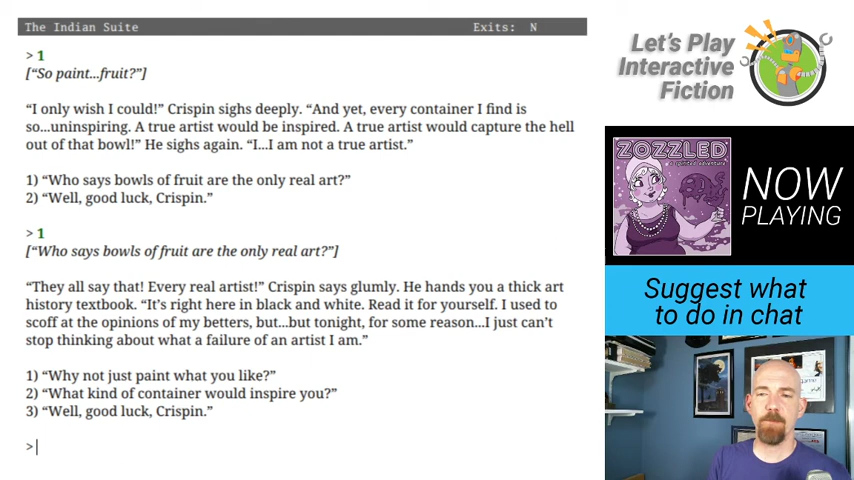 The Indian Suite Exits: N
> 1
[“So paint...fruit?”]
“I only wish I could!” Crispin sighs deeply. “And yet, every container I find is
so...uninspiring. A true artist would be inspired. A true artist would capture the hell
out of that bowl!” He sighs again. “I...I am not a true artist.”
1) “Who says bowls of fruit are the only real art?”
2) “Well, good luck, Crispin.”
> 1
[“Who says bowls of fruit are the only real art?”]
“They all say that! Every real artist!” Crispin says glumly. He hands you a thick art
history textbook. “It’s right here in black and white. Read it for yourself. I used to
scoff at the opinions of my betters, but...but tonight, for some reason...I just can’t
stop thinking about what a failure of an artist I am.”
1) “Why not just paint what you like?”
2) “What kind of container would inspire you?”
3) “Well, good luck, Crispin.”
>
Let’s Play
Interactive
Fiction
ZOZZLED
a spirited adventure
NOW
PLAYING
Suggest what
to do in chat